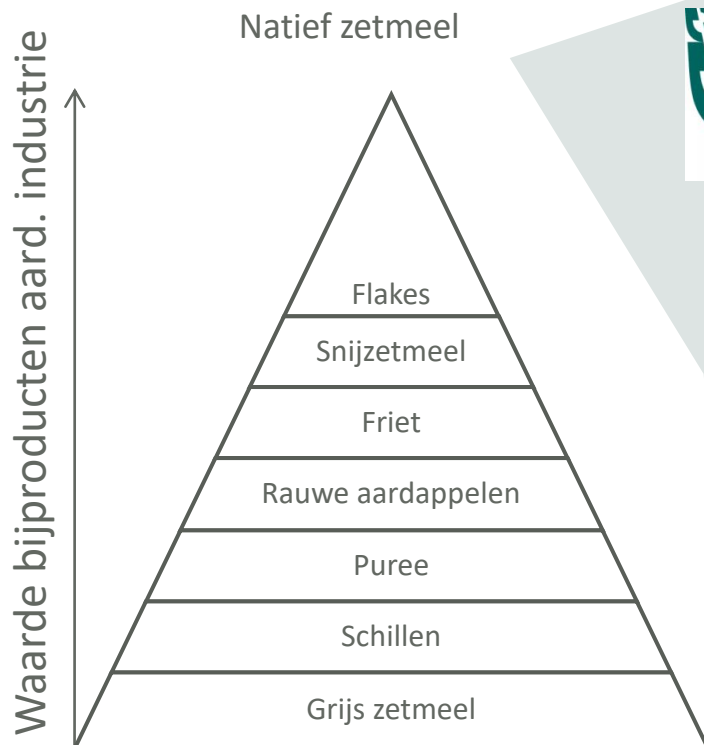 Natief zetmeel
Waarde bijproducten aard. industrie
Flakes
Snijzetmeel
Friet
Rauwe aardappelen
Puree
Schillen
Grijs zetmeel